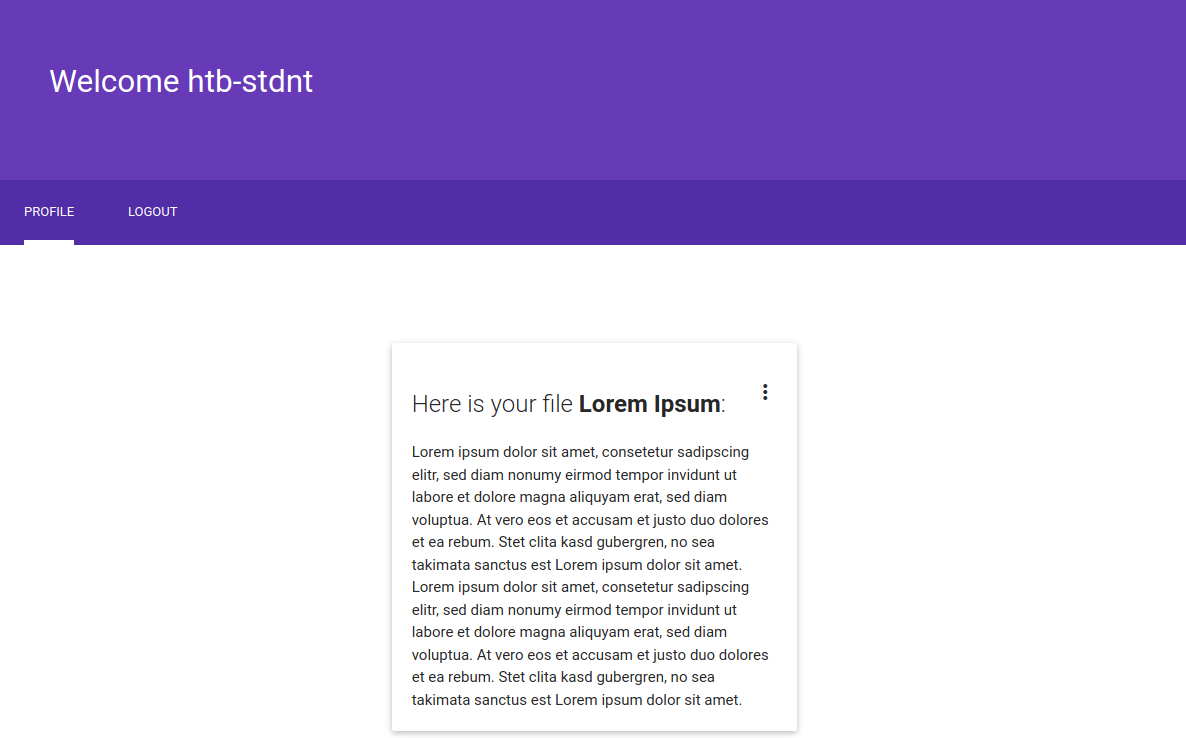 Welcome htb-stdnt
PROFILE
LOGOUT
Here is your file Lorem Ipsum:
Lorem ipsum dolor sit amet, consetetur sadipscing
elitr, sed diam nonumy eirmod tempor invidunt ut
labore et dolore magna aliquyam erat, sed diam
voluptua. At vero eos et accusam et justo duo dolores
et ea rebum. Stet clita kasd gubergren, no sea
takimata sanctus est Lorem ipsum dolor sit amet.
Lorem ipsum dolor sit amet, consetetur sadipscing
elitr, sed diam nonumy eirmod tempor invidunt ut
labore et dolore magna aliquyam erat, sed diam
voluptua. At vero eos et accusam et justo duo dolores
et ea rebum. Stet clita kasd gubergren, no sea
takimata sanctus est Lorem ipsum dolor sit amet.